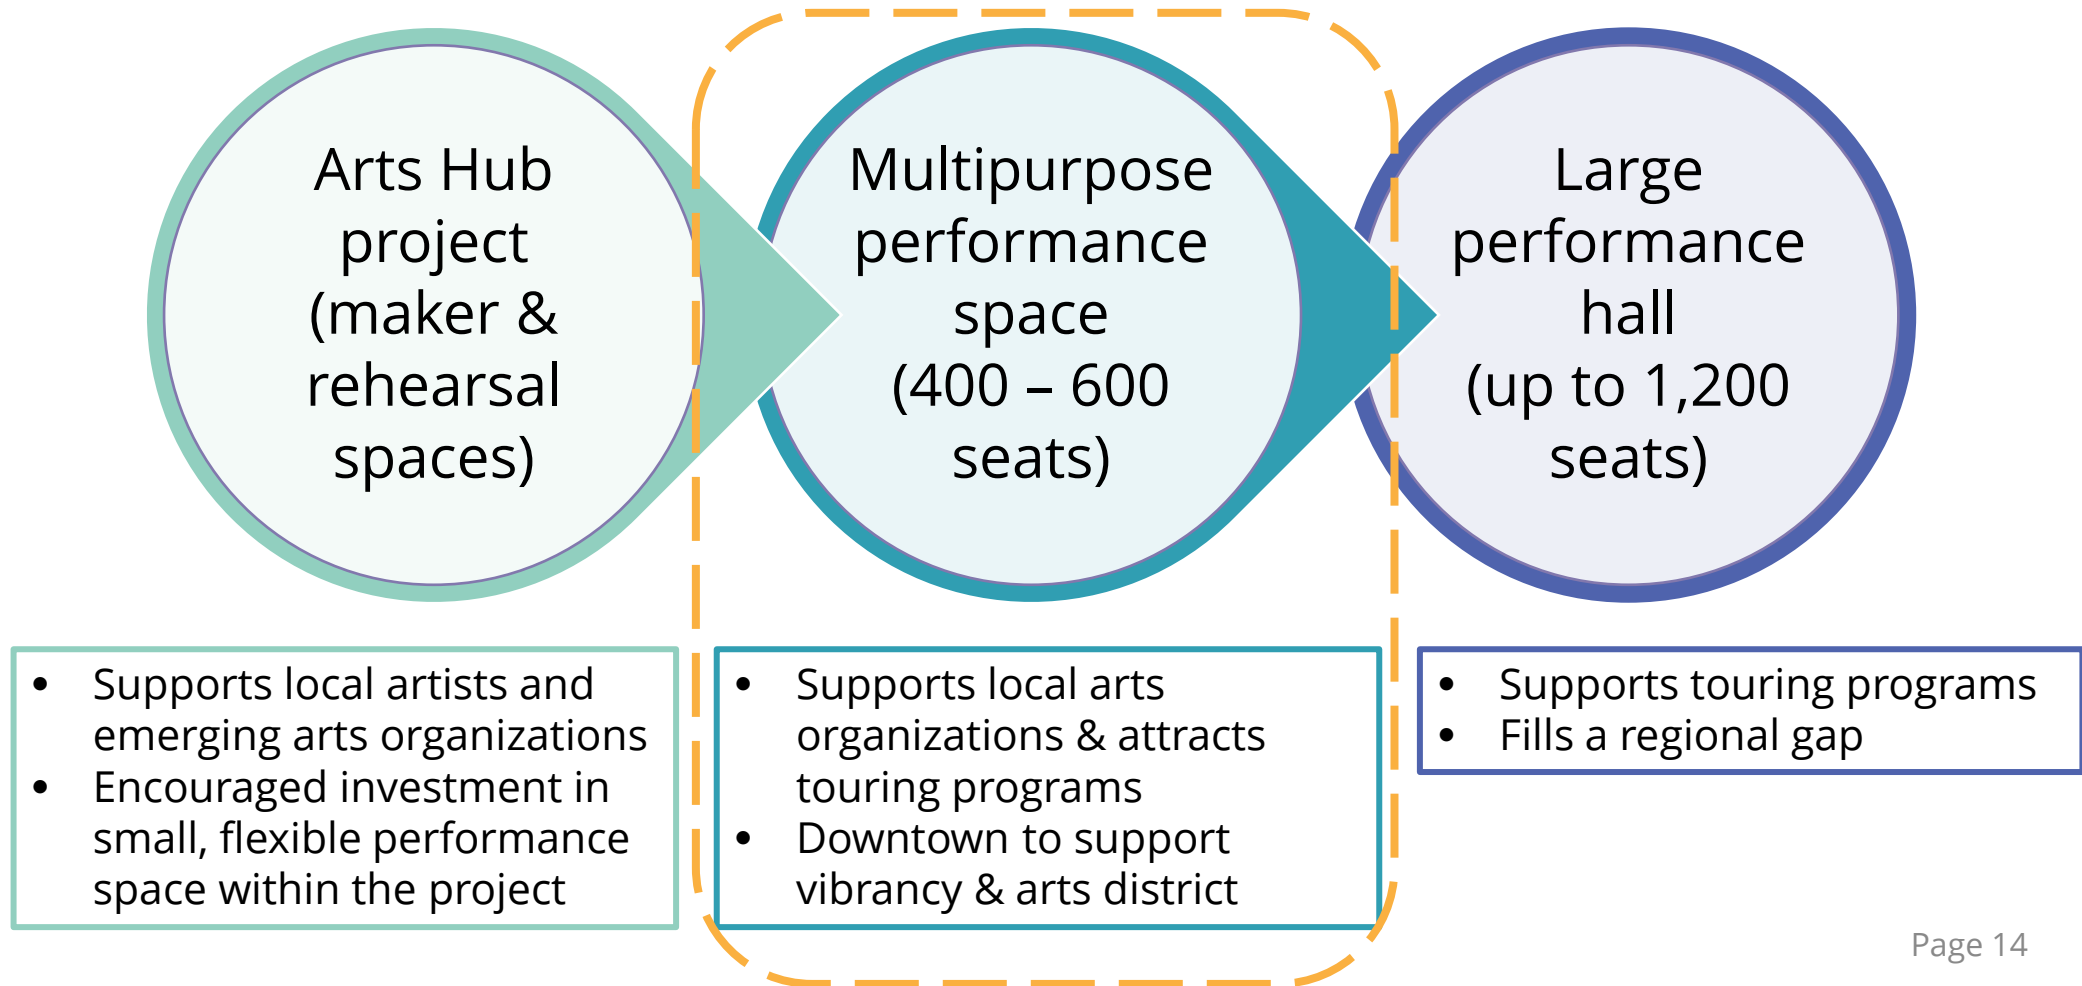 Arts Hub
project
(maker &
rehearsal
spaces)
Multipurpose
performance
space
(400 – 600
seats)
Large
performance
hall
(up to 1,200
seats)
• Supports local artists and
emerging arts organizations
• Encouraged investment in
small, flexible performance
space within the project
• Supports local arts
organizations & attracts
touring programs
• Downtown to support
vibrancy & arts district
• Supports touring programs
• Fills a regional gap
Page 14